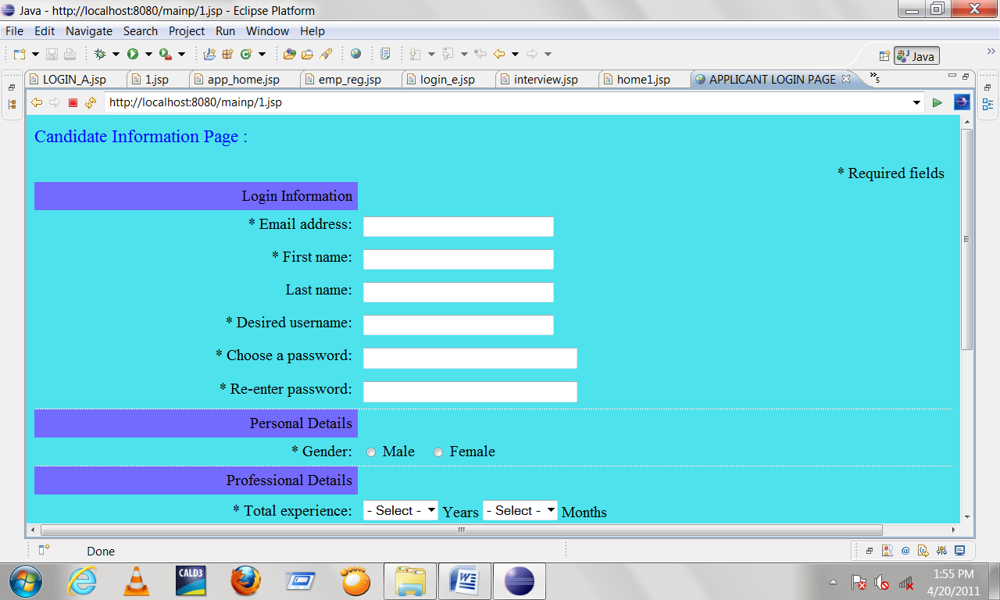 Java - http://localhost:8080/mainp/1.jsp - Eclipse Platform
File Edit Navigate Search Project Run Window Help
Java
LOGIN_A.jsp 1.jsp app_home.jsp emp_reg.jsp login_e.jsp interview.jsp home1.jsp APPLICANT LOGIN PAGE »5
http://localhost:8080/mainp/1.jsp
Candidate Information Page :
* Required fields
Login Information
* Email address:
* First name:
Last name:
* Desired username:
* Choose a password:
* Re-enter password:
Personal Details
* Gender: Male Female
Professional Details
* Total experience: - Select - Years - Select - Months
Done
CALD3
1:55 PM
4/20/2011